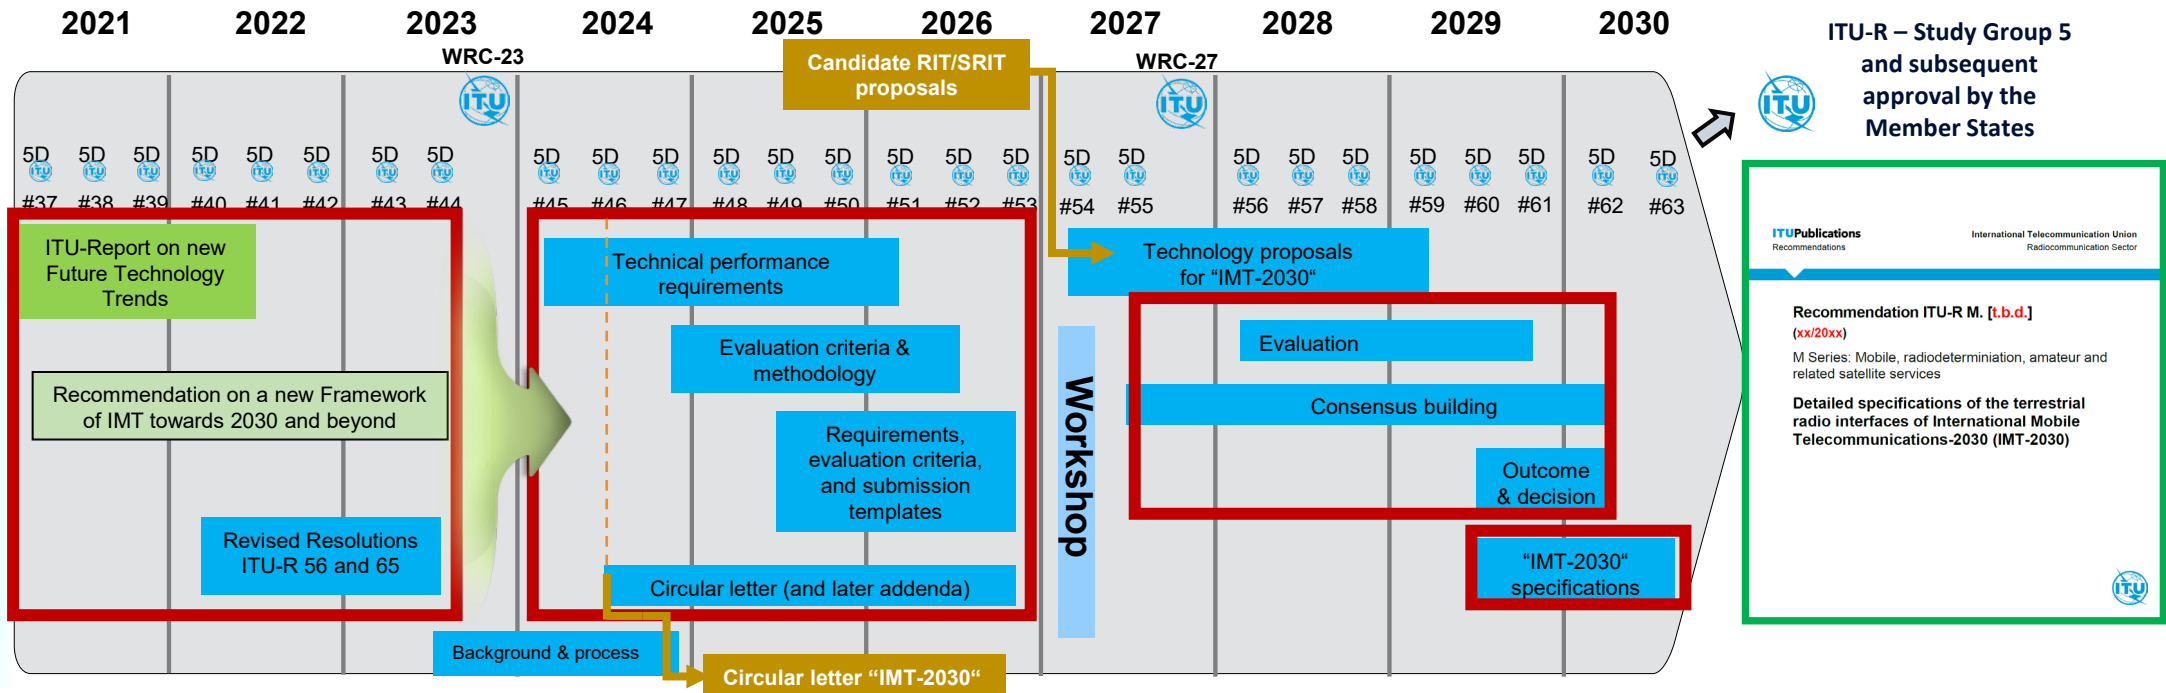 2021 2022 2023 2024 2025 2026 2027 2028 2029 2030
WRC-23
WRC-27
Candidate RIT/SRIT
proposals
ITU-R – Study Group 5
and subsequent
approval by the
Member States
ITU
ITU
ITU
5D 5D 5D 5D 5D 5D 5D 5D 5D 5D 5D 5D 5D 5D 5D 5D 5D 5D 5D 5D 5D 5D 5D 5D 5D 5D 5D
#37 #38 #39 #40 #41 #42 #43 #44 #45 #46 #47 #48 #49 #50 #51 #52 #53 #54 #55 #56 #57 #58 #59 #60 #61 #62 #63
ITU-Report on new
Future Technology
Trends
Recommendation on a new Framework
of IMT towards 2030 and beyond
Revised Resolutions
ITU-R 56 and 65
Background & process
Technical performance
requirements
Evaluation criteria &
methodology
Requirements,
evaluation criteria,
and submission
templates
Circular letter (and later addenda)
Circular letter “IMT-2030“
Workshop
Technology proposals
for “IMT-2030“
Evaluation
Consensus building
Outcome
& decision
“IMT-2030“
specifications
ITUPublications
Recommendations
International Telecommunication Union
Radiocommunication Sector
Recommendation ITU-R M. [t.b.d.]
(xx/20xx)
M Series: Mobile, radiodeterminiation, amateur and
related satellite services
Detailed specifications of the terrestrial
radio interfaces of International Mobile
Telecommunications-2030 (IMT-2030)
ITU